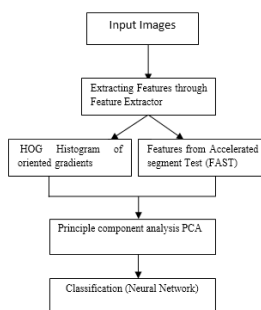 Input Images
Extracting Features through
Feature Extractor
HOG Histogram of
oriented gradients
Features from Accelerated
segment Test (FAST)
Principle component analysis PCA
Classification (Neural Network)